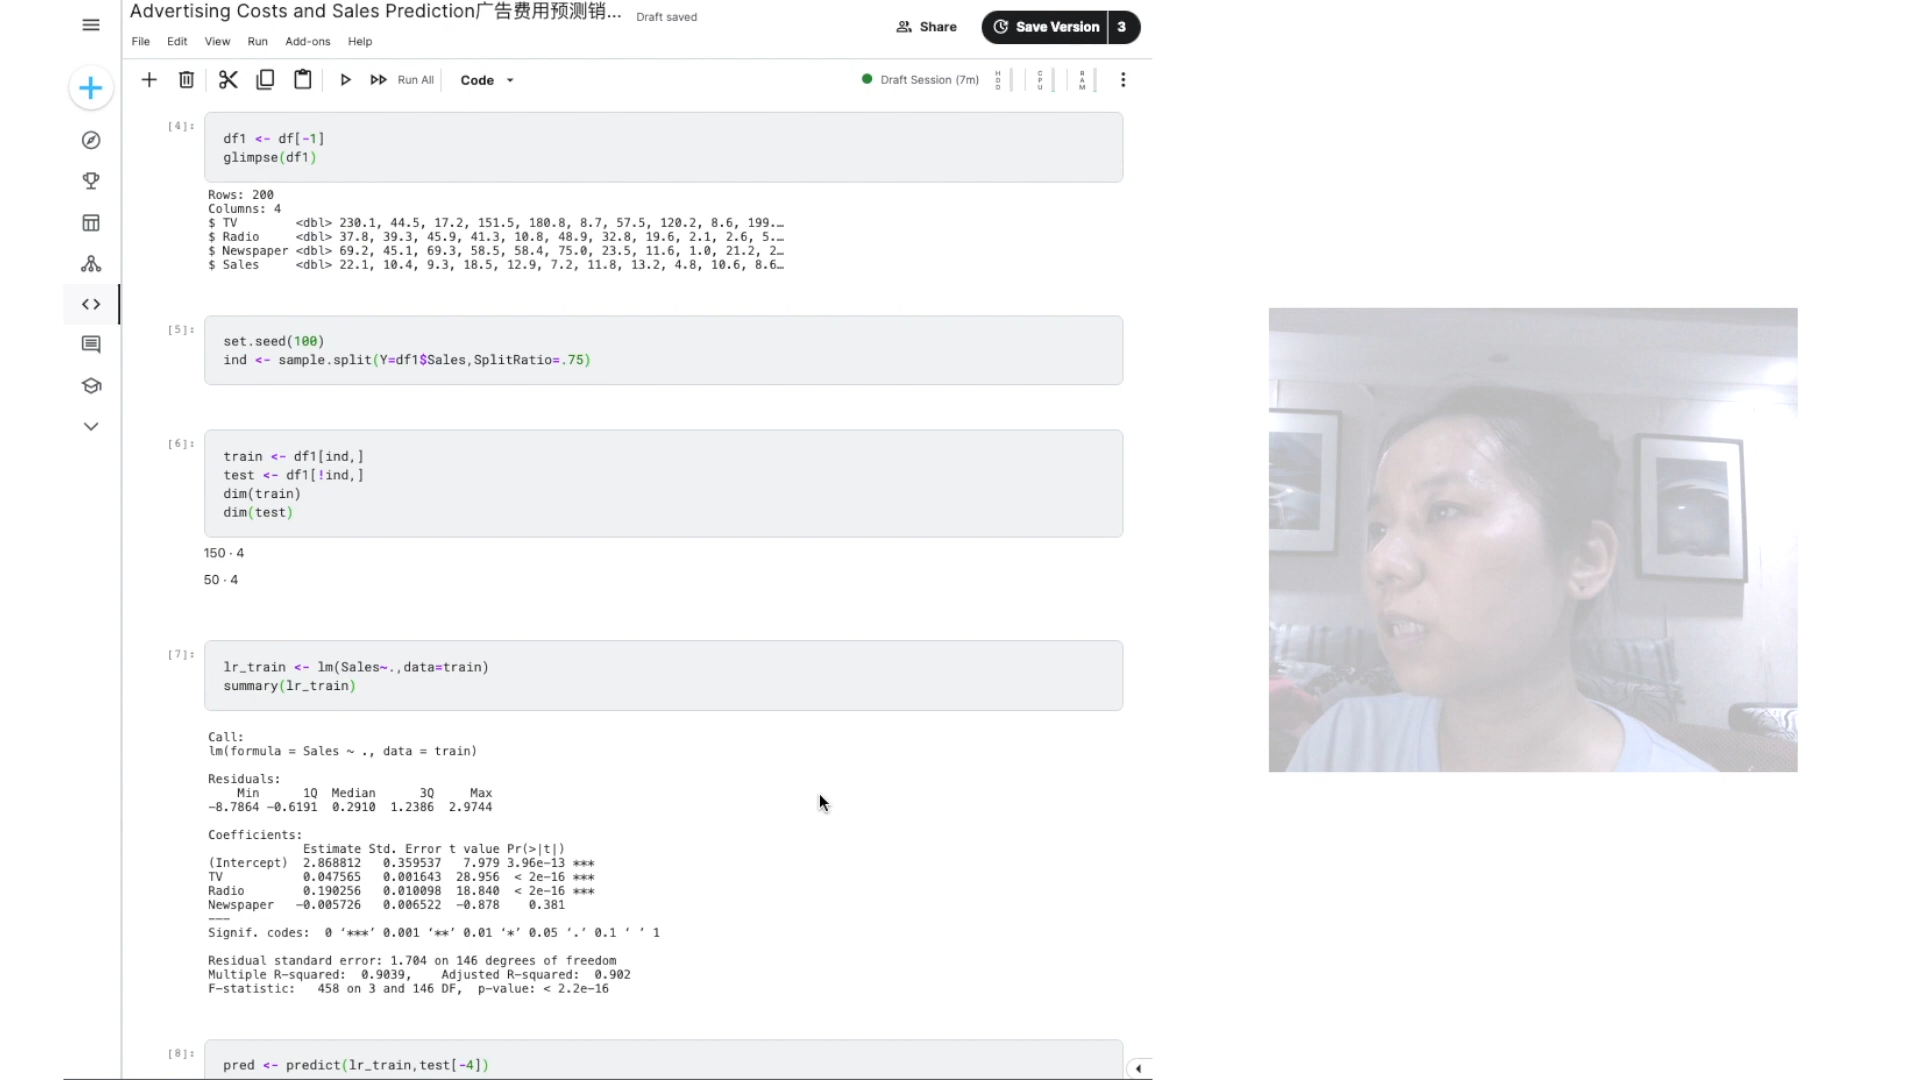 Advertising Costs and Sales Prediction广告费用预测销...
Draft saved
Share
Save Version 3
File Edit View Run Add-ons Help
Run All
Code
Draft Session (7m)
HDD
CPU
RAM
[4]:
df1 <- df[-1]
glimpse(df1)
Rows: 200
Columns: 4
$ TV <dbl> 230.1, 44.5, 17.2, 151.5, 180.8, 8.7, 57.5, 120.2, 8.6, 199.…
$ Radio <dbl> 37.8, 39.3, 45.9, 41.3, 10.8, 48.9, 32.8, 19.6, 2.1, 2.6, 5.…
$ Newspaper <dbl> 69.2, 45.1, 69.3, 58.5, 58.4, 75.0, 23.5, 11.6, 1.0, 21.2, 2…
$ Sales <dbl> 22.1, 10.4, 9.3, 18.5, 12.9, 7.2, 11.8, 13.2, 4.8, 10.6, 8.6…
[5]:
set.seed(100)
ind <- sample.split(Y=df1$Sales,SplitRatio=.75)
[6]:
train <- df1[ind,]
test <- df1[!ind,]
dim(train)
dim(test)
150 · 4
50 · 4
[7]:
lr_train <- lm(Sales~.,data=train)
summary(lr_train)
Call:
lm(formula = Sales ~ ., data = train)
Residuals:
Min 1Q Median 3Q Max
-8.7864 -0.6191 0.2910 1.2386 2.9744
Coefficients:
Estimate Std. Error t value Pr(>|t|)
(Intercept) 2.868812 0.359537 7.979 3.96e-13 ***
TV 0.047565 0.001643 28.956 < 2e-16 ***
Radio 0.190256 0.010098 18.840 < 2e-16 ***
Newspaper -0.005726 0.006522 -0.878 0.381
---
Signif. codes: 0 ‘***’ 0.001 ‘**’ 0.01 ‘*’ 0.05 ‘.’ 0.1 ‘ ’ 1
Residual standard error: 1.704 on 146 degrees of freedom
Multiple R-squared: 0.9039, Adjusted R-squared: 0.902
F-statistic: 458 on 3 and 146 DF, p-value: < 2.2e-16
[8]:
pred <- predict(lr_train,test[-4])